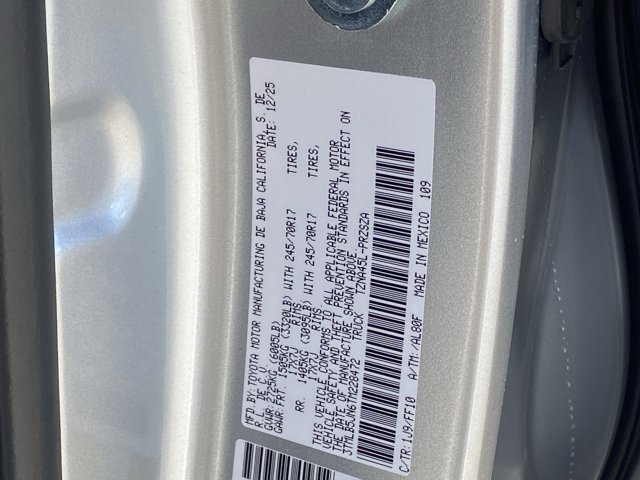 MFD.BY:TOYOTA MOTOR MANUFACTURING DE BAJA CALIFORNIA, S. DE
R.L. DE C.V. DATE: 12/25
GVWR:2725KG (6005LB)
GAWR:FRT. 1505KG (3320LB) WITH 245/70R17 TIRES,
17X7J RIMS
RR. 1405KG (3095LB) WITH 245/70R17 TIRES,
17X7J RIMS
THIS VEHICLE CONFORMS TO ALL APPLICABLE FEDERAL MOTOR
VEHICLE SAFETY AND THEFT PREVENTION STANDARDS IN EFFECT ON
THE DATE OF MANUFACTURE SHOWN ABOVE.
3TMLB5JN6TM228472 TRUCK TZNA45L-PRZSZA
C/TR:1J9/FF10 A/TM:/AL80F MADE IN MEXICO 109